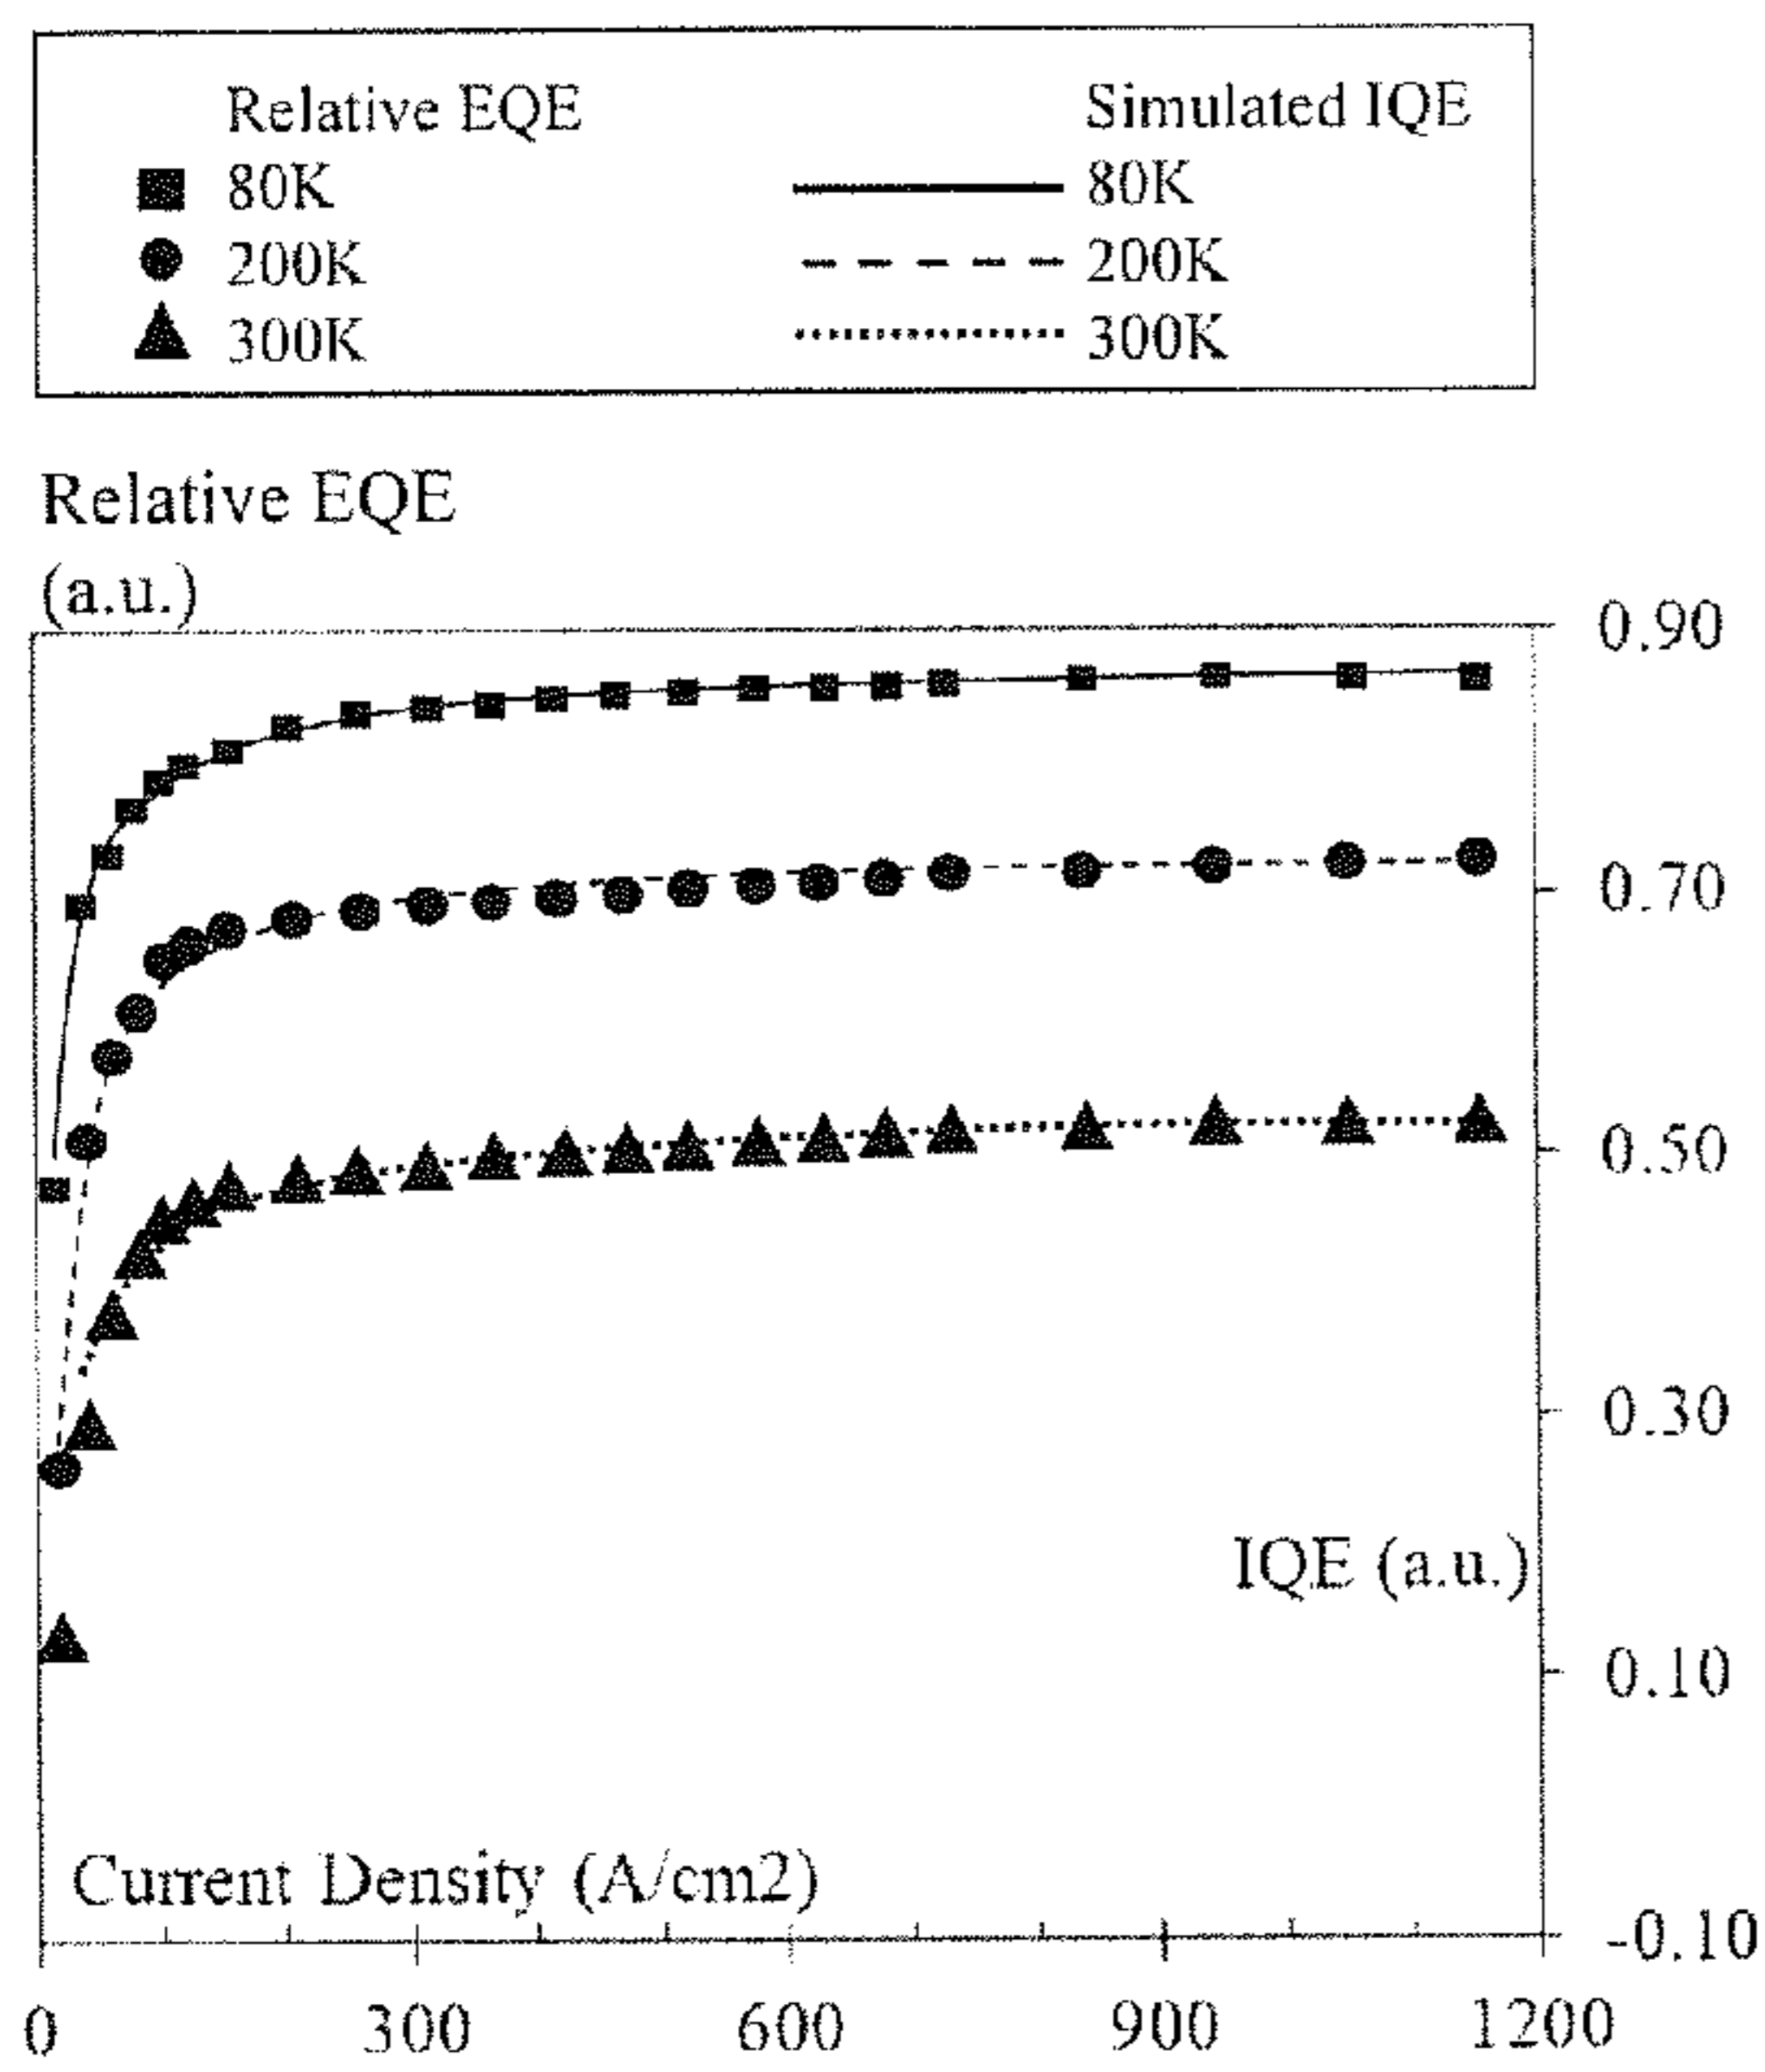 Relative EQE Simulated IQE
80K 80K
200K 200K
300K 300K
Relative EQE
(a.u.)
0.90
0.70
0.50
0.30
IQE (a.u.)
0.10
Current Density (A/cm2)
-0.10
0 300 600 900 1200